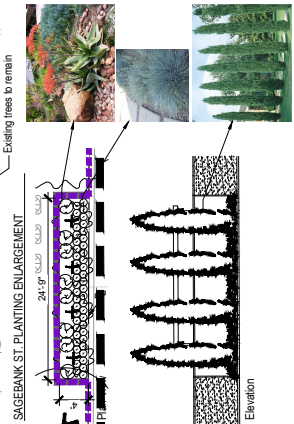 Existing trees to remain
SAGEBANK ST. PLANTING ENLARGEMENT
24'-9"
4'
Elevation